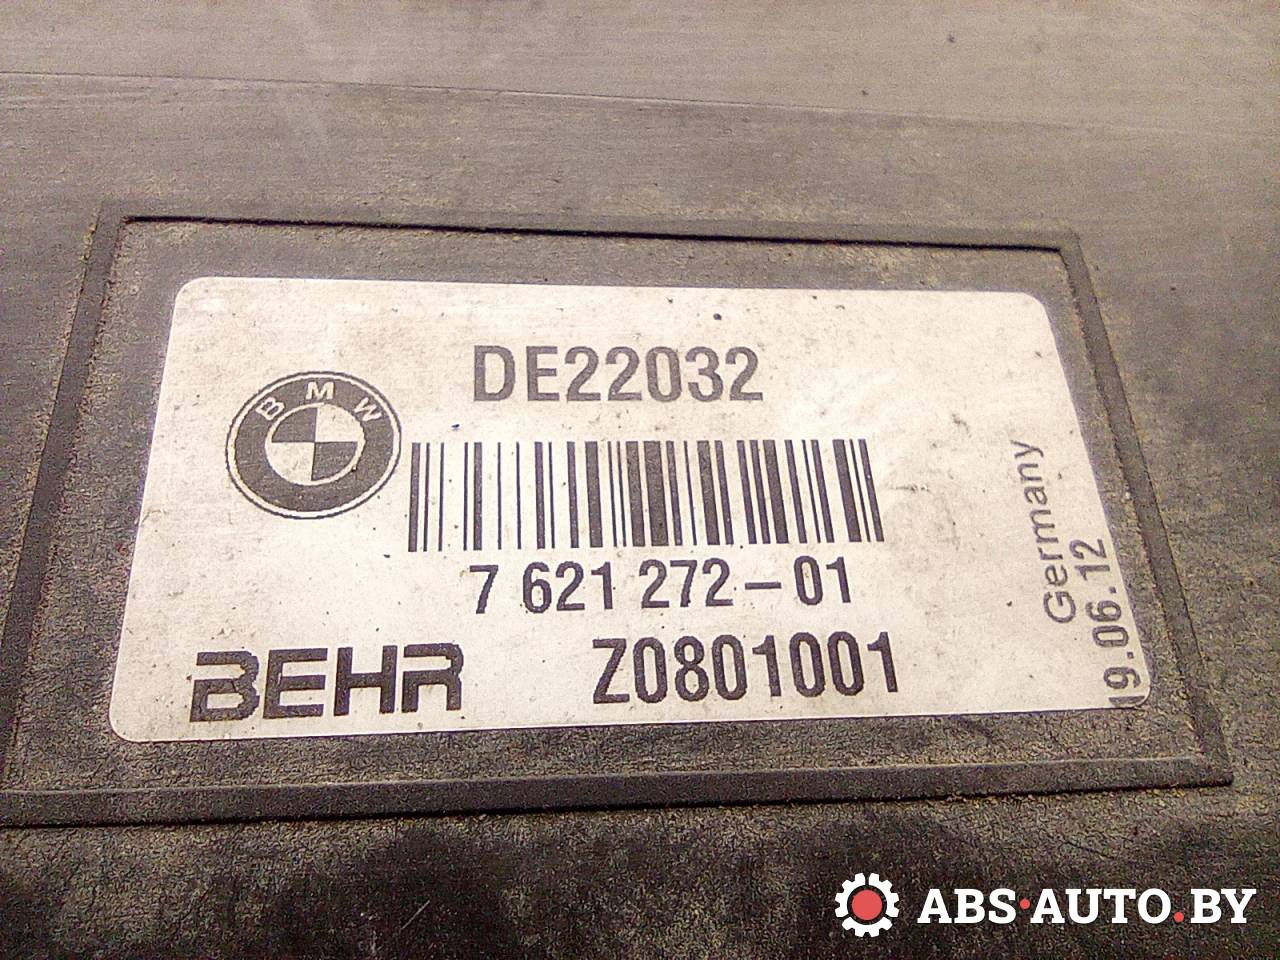 DE22032
BMW
7 621 272-01
BEHR Z0801001
Germany
19.06.12
ABS·AUTO.BY